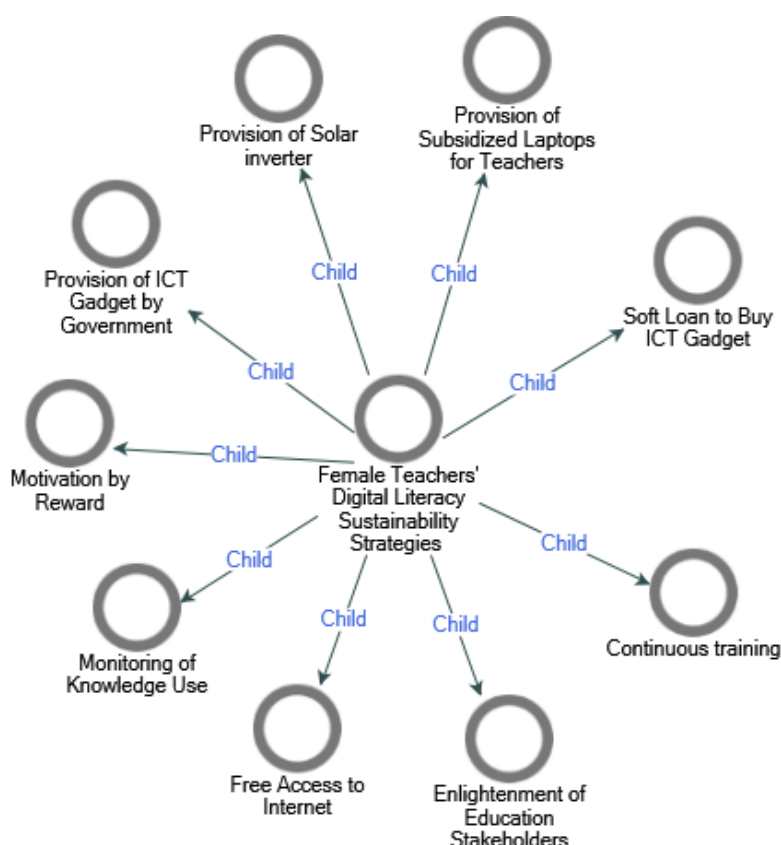 Provision of Solar
inverter
Provision of
Subsidized Laptops
for Teachers
Provision of ICT
Gadget by
Government
Soft Loan to Buy
ICT Gadget
Child
Child
Child
Child
Motivation by
Reward
Child
Female Teachers'
Digital Literacy
Sustainability
Strategies
Child
Child
Monitoring of
Knowledge Use
Continuous training
Child
Child
Free Access to
Internet
Enlightenment of
Education
Stakeholders